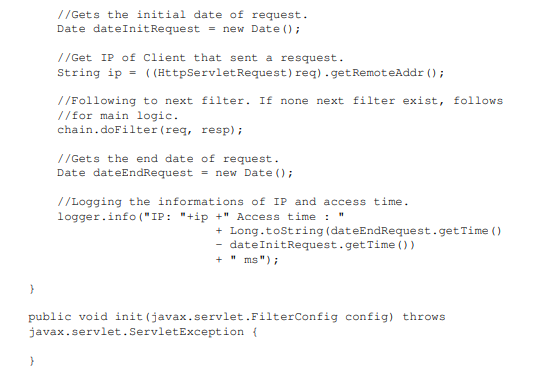 //Gets the initial date of request.
Date dateInitRequest = new Date();
//Get IP of Client that sent a resquest.
String ip = ((HttpServletRequest)req).getRemoteAddr();
//Following to next filter. If none next filter exist, follows
//for main logic.
chain.doFilter(req, resp);
//Gets the end date of request.
Date dateEndRequest = new Date();
//Logging the informations of IP and access time.
logger.info("IP: "+ip +" Access time : "
+ Long.toString(dateEndRequest.getTime()
- dateInitRequest.getTime())
+ " ms");
}
public void init(javax.servlet.FilterConfig config) throws
javax.servlet.ServletException {
}